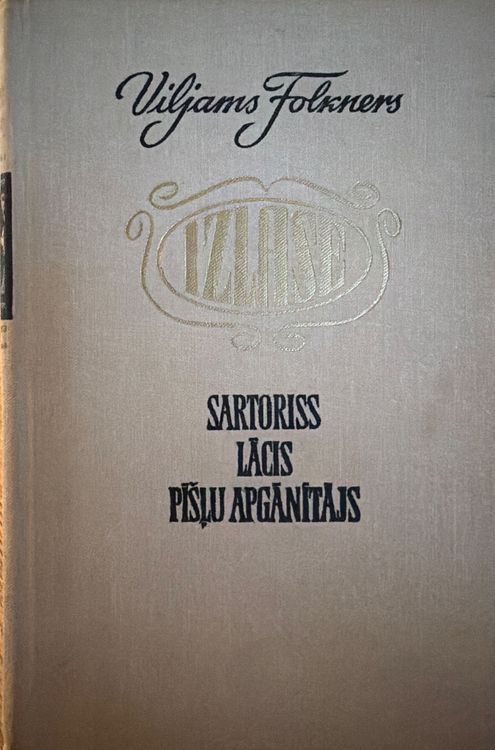 Viljams Folkners
IZLASE
SARTORISS
LĀCIS
PĪŠĻU APGĀNĪTĀJS